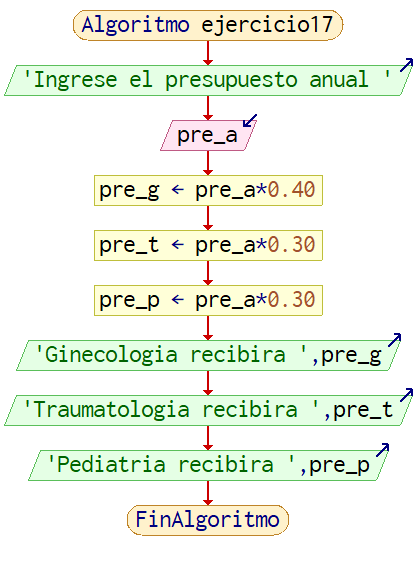 Algoritmo ejercicio17
'Ingrese el presupuesto anual '
pre_a
pre_g ← pre_a*0.40
pre_t ← pre_a*0.30
pre_p ← pre_a*0.30
'Ginecologia recibira ',pre_g
'Traumatologia recibira ',pre_t
'Pediatria recibira ',pre_p
FinAlgoritmo